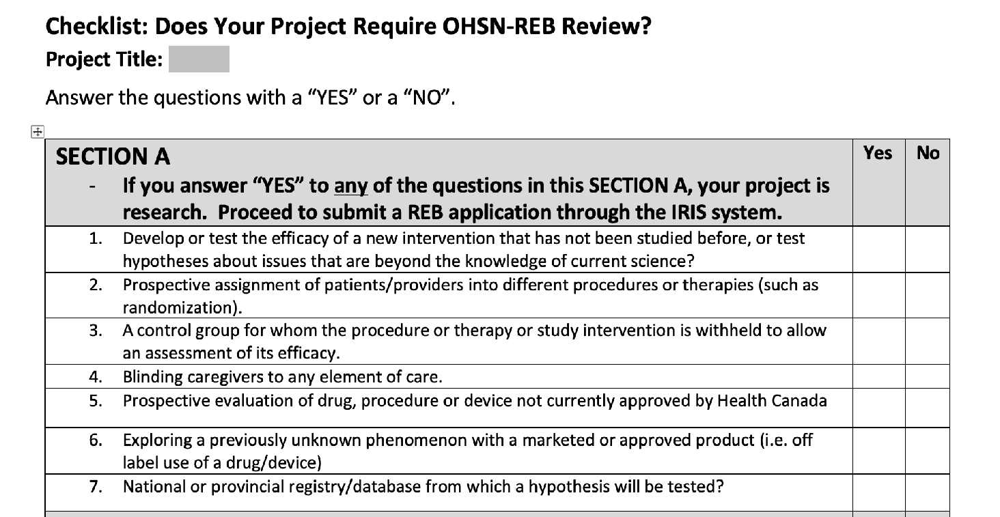 Checklist: Does Your Project Require OHSN-REB Review?
Project Title:
Answer the questions with a “YES” or a “NO”.
SECTION A
Yes
No
- If you answer “YES” to any of the questions in this SECTION A, your project is
research.  Proceed to submit a REB application through the IRIS system.
1. Develop or test the efficacy of a new intervention that has not been studied before, or test
hypotheses about issues that are beyond the knowledge of current science?
2. Prospective assignment of patients/providers into different procedures or therapies (such as
randomization).
3. A control group for whom the procedure or therapy or study intervention is withheld to allow
an assessment of its efficacy.
4. Blinding caregivers to any element of care.
5. Prospective evaluation of drug, procedure or device not currently approved by Health Canada
6. Exploring a previously unknown phenomenon with a marketed or approved product (i.e. off
label use of a drug/device)
7. National or provincial registry/database from which a hypothesis will be tested?